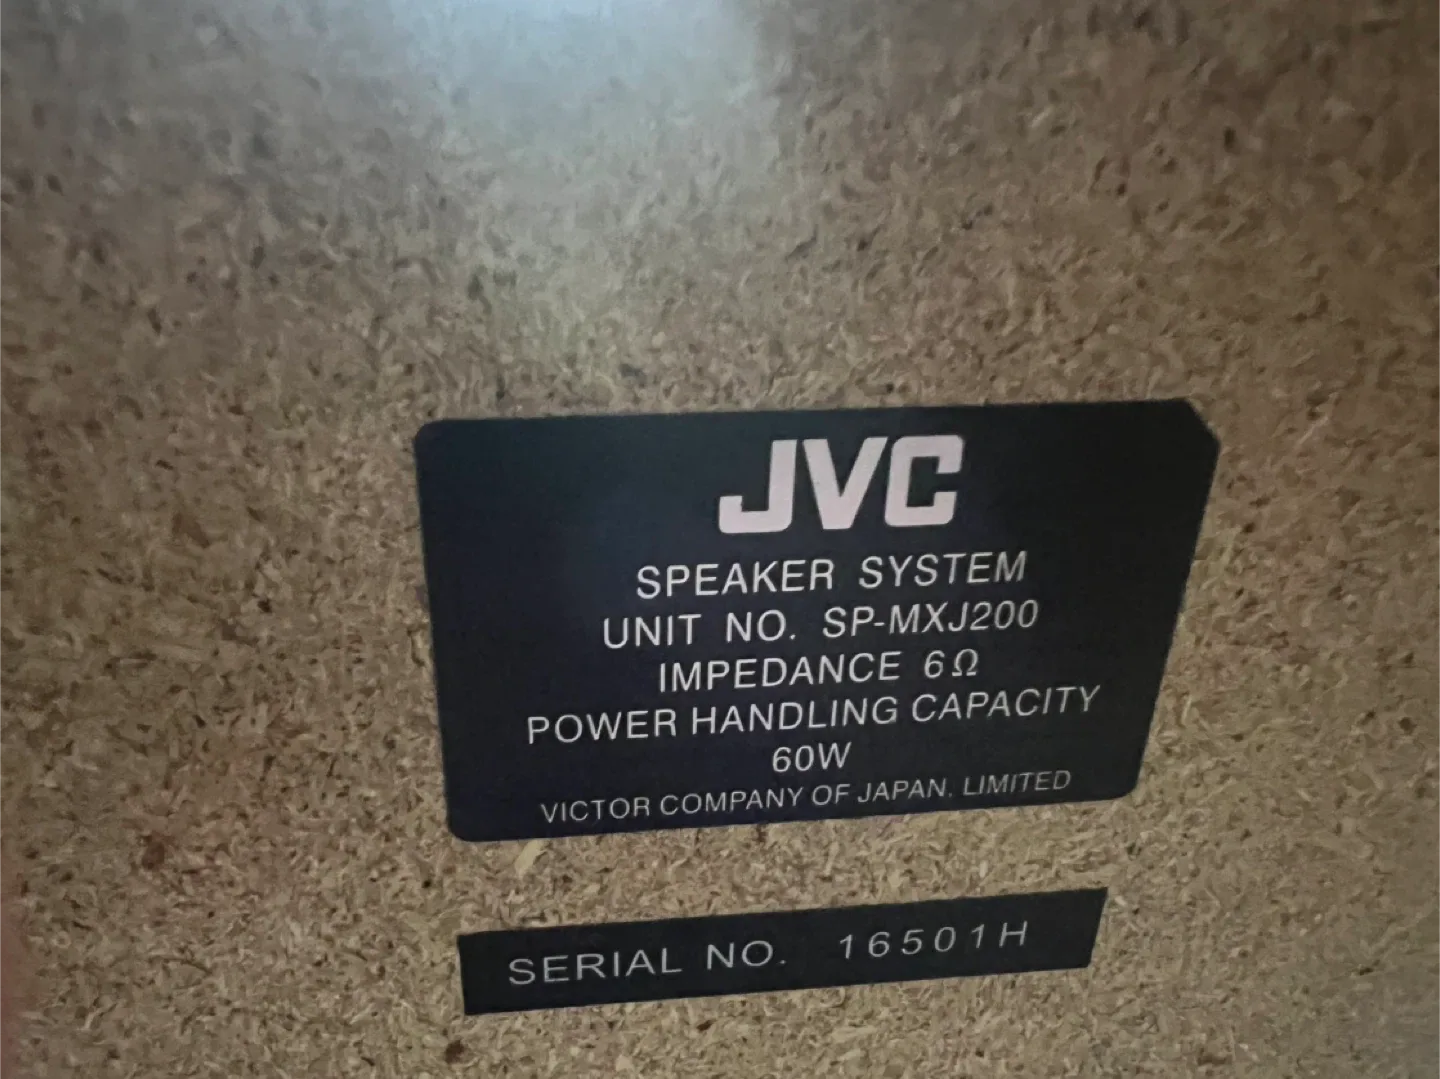 JVC
SPEAKER SYSTEM
UNIT NO. SP-MXJ200
IMPEDANCE 6Ω
POWER HANDLING CAPACITY
60W
VICTOR COMPANY OF JAPAN, LIMITED
SERIAL NO. 16501H